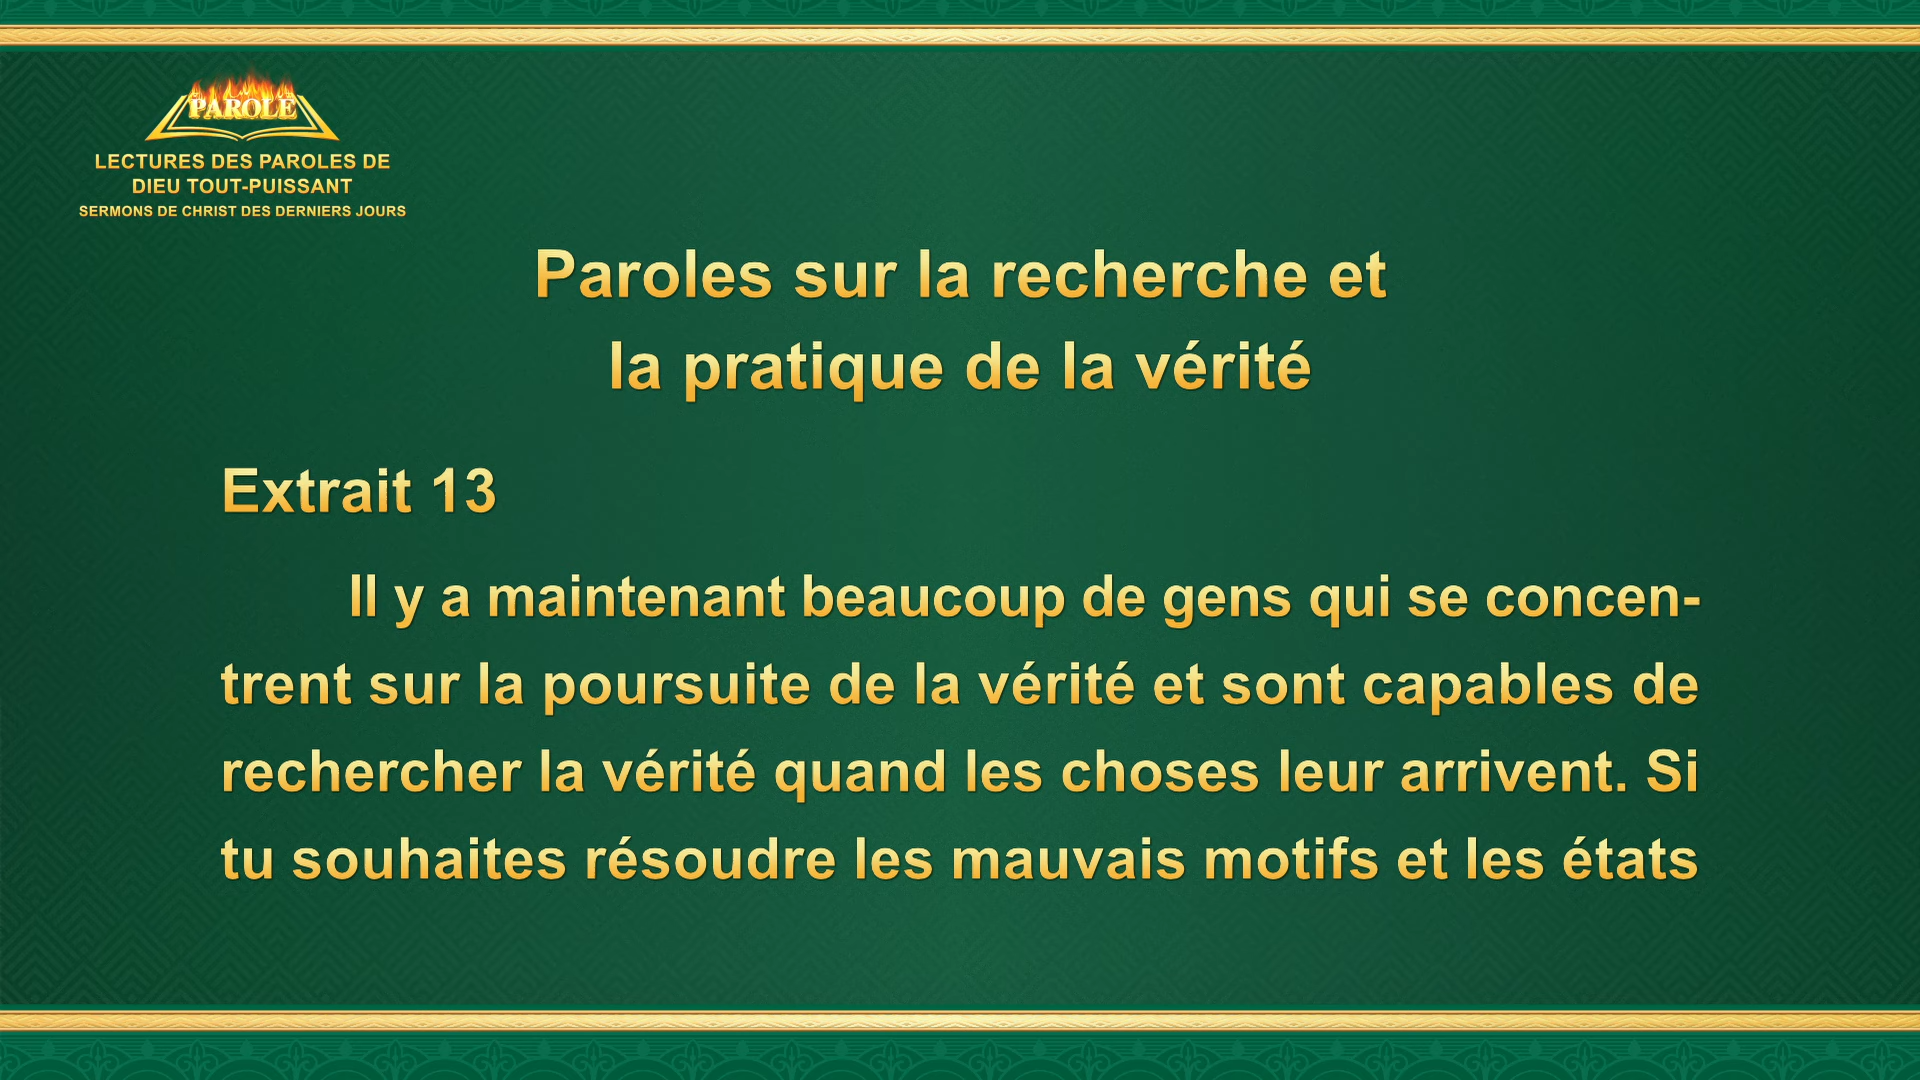 PAROLE
LECTURES DES PAROLES DE
DIEU TOUT-PUISSANT
SERMONS DE CHRIST DES DERNIERS JOURS
Paroles sur la recherche et
la pratique de la vérité
Extrait 13
Il y a maintenant beaucoup de gens qui se concen-
trent sur la poursuite de la vérité et sont capables de
rechercher la vérité quand les choses leur arrivent. Si
tu souhaites résoudre les mauvais motifs et les états